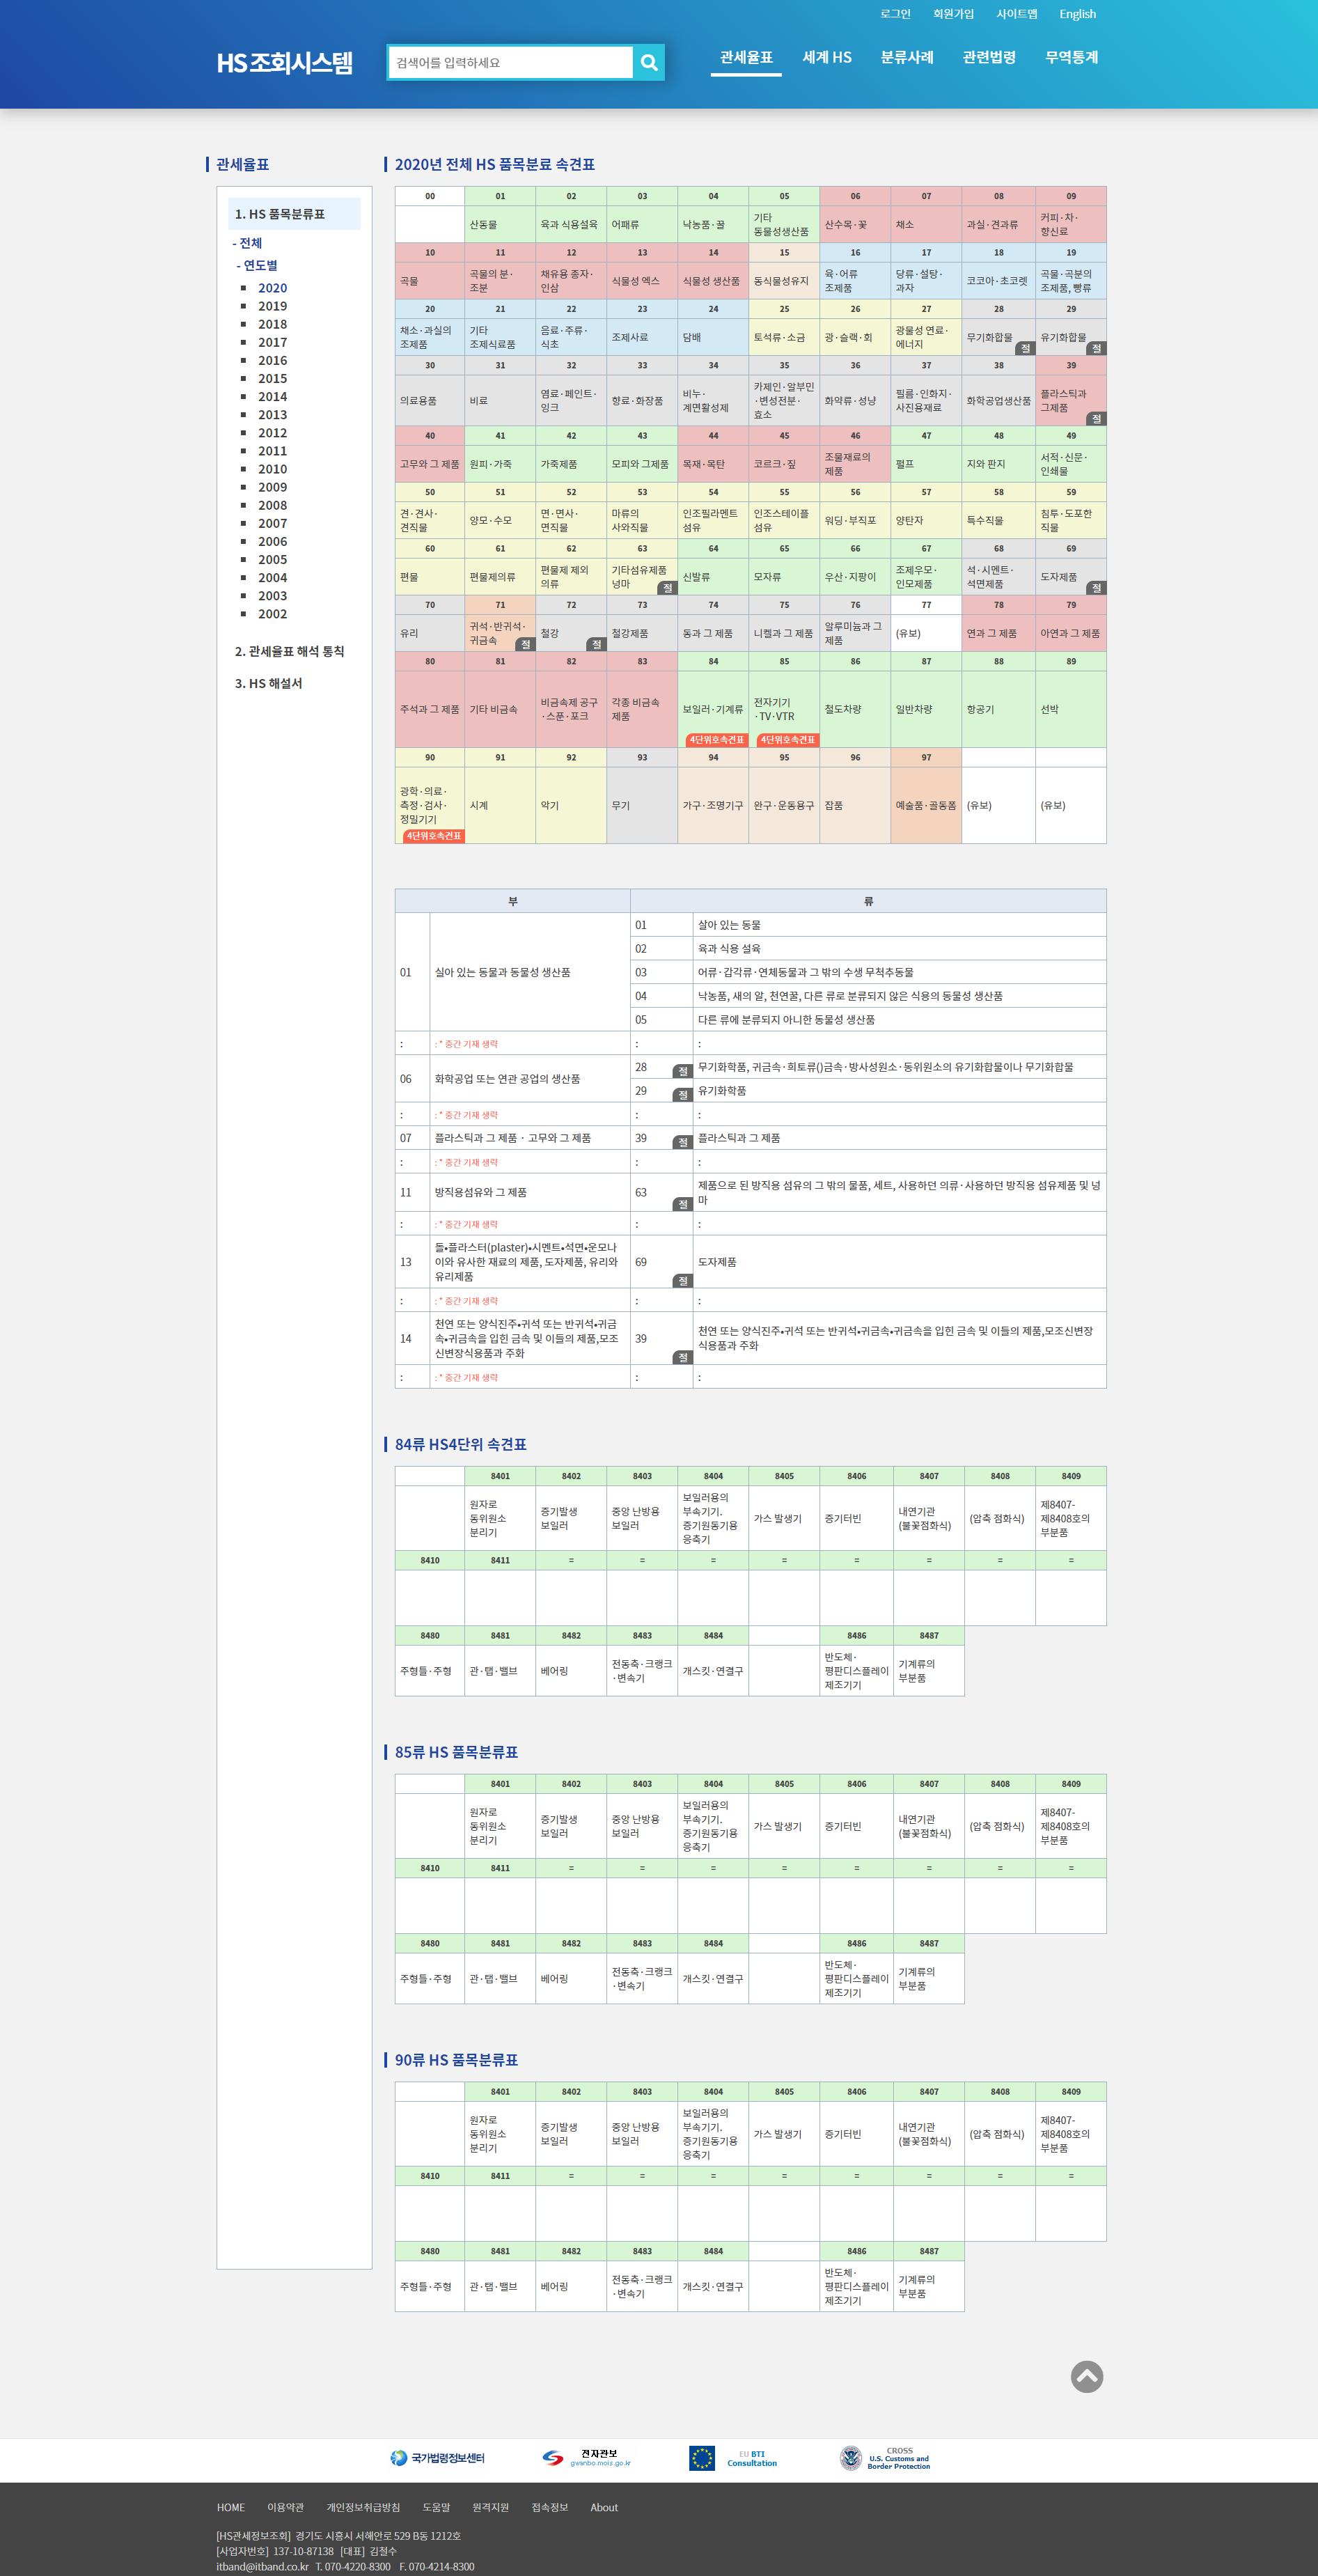 로그인 회원가입 사이트맵 English
HS 조회시스템
검색어를 입력하세요
관세율표 세계 HS 분류사례 관련법령 무역통계
관세율표
1. HS 품목분류표
- 전체
- 연도별
2020
2019
2018
2017
2016
2015
2014
2013
2012
2011
2010
2009
2008
2007
2006
2005
2004
2003
2002
2. 관세율표 해석 통칙
3. HS 해설서
2020년 전체 HS 품목분료 속견표
00 01 02 03 04 05 06 07 08 09
산동물 육과 식용설육 어패류 낙농품·꿀 기타 동물성생산품 산수목·꽃 채소 과실·견과류 커피·차·향신료
10 11 12 13 14 15 16 17 18 19
곡물 곡물의 분·조분 채유용 종자·인삼 식물성 엑스 식물성 생산품 동식물성유지 육·어류 조제품 당류·설탕·과자 코코아·초코렛 곡물·곡분의 조제품, 빵류
20 21 22 23 24 25 26 27 28 29
채소·과실의 조제품 기타 조제식료품 음료·주류·식초 조제사료 담배 토석류·소금 광·슬랙·회 광물성 연료·에너지 무기화합물 절 유기화합물 절
30 31 32 33 34 35 36 37 38 39
의료용품 비료 염료·페인트·잉크 향료·화장품 비누·계면활성제 카제인·알부민·변성전분·효소 화약류·성냥 필름·인화지·사진용재료 화학공업생산품 플라스틱과 그제품 절
40 41 42 43 44 45 46 47 48 49
고무와 그 제품 원피·가죽 가죽제품 모피와 그제품 목재·목탄 코르크·짚 조물재료의 제품 펄프 지와 판지 서적·신문·인쇄물
50 51 52 53 54 55 56 57 58 59
견·견사·견직물 양모·수모 면·면사·면직물 마류의 사와직물 인조필라멘트 섬유 인조스테이플 섬유 워딩·부직포 양탄자 특수직물 침투·도포한 직물
60 61 62 63 64 65 66 67 68 69
편물 편물제의류 편물제 제외 의류 기타섬유제품 넝마 절 신발류 모자류 우산·지팡이 조제우모·인모제품 석·시멘트·석면제품 도자제품 절
70 71 72 73 74 75 76 77 78 79
유리 귀석·반귀석·귀금속 절 철강 절 철강제품 동과 그 제품 니켈과 그 제품 알루미늄과 그 제품 (유보) 연과 그 제품 아연과 그 제품
80 81 82 83 84 85 86 87 88 89
주석과 그 제품 기타 비금속 비금속제 공구·스푼·포크 각종 비금속 제품 보일러·기계류 4단위호속견표 전자기기·TV·VTR 4단위호속견표 철도차량 일반차량 항공기 선박
90 91 92 93 94 95 96 97
광학·의료·측정·검사·정밀기기 4단위호속견표 시계 악기 무기 가구·조명기구 완구·운동용구 잡품 예술품·골동품 (유보) (유보)
부 류
01 실아 있는 동물과 동물성 생산품 01 살아 있는 동물
02 육과 식용 설육
03 어류·갑각류·연체동물과 그 밖의 수생 무척추동물
04 낙농품, 새의 알, 천연꿀, 다른 류로 분류되지 않은 식용의 동물성 생산품
05 다른 류에 분류되지 아니한 동물성 생산품
: : * 중간 기재 생략 : :
06 화학공업 또는 연관 공업의 생산품 28 절 무기화학품, 귀금속·희토류()금속·방사성원소·동위원소의 유기화합물이나 무기화합물
29 절 유기화학품
: : * 중간 기재 생략 : :
07 플라스틱과 그 제품 · 고무와 그 제품 39 절 플라스틱과 그 제품
: : * 중간 기재 생략 : :
11 방직용섬유와 그 제품 63 절 제품으로 된 방직용 섬유의 그 밖의 물품, 세트, 사용하던 의류·사용하던 방직용 섬유제품 및 넝마
: : * 중간 기재 생략 : :
13 돌•플라스터(plaster)•시멘트•석면•운모나 이와 유사한 재료의 제품, 도자제품, 유리와 유리제품 69 절 도자제품
: : * 중간 기재 생략 : :
14 천연 또는 양식진주•귀석 또는 반귀석•귀금속•귀금속을 입힌 금속 및 이들의 제품,모조신변장식용품과 주화 39 절 천연 또는 양식진주•귀석 또는 반귀석•귀금속•귀금속을 입힌 금속 및 이들의 제품,모조신변장식용품과 주화
: : * 중간 기재 생략 : :
84류 HS4단위 속견표
8401 8402 8403 8404 8405 8406 8407 8408 8409
원자로 동위원소 분리기 증기발생 보일러 중앙 난방용 보일러 보일러용의 부속기기. 증기원동기용 응축기 가스 발생기 증기터빈 내연기관 (불꽃점화식) (압축 점화식) 제8407-제8408호의 부분품
8410 8411 = = = = = = = =
8480 8481 8482 8483 8484 8486 8487
주형틀·주형 관·탭·밸브 베어링 전동축·크랭크·변속기 개스킷·연결구 반도체·평판디스플레이 제조기기 기계류의 부분품
85류 HS 품목분류표
8401 8402 8403 8404 8405 8406 8407 8408 8409
원자로 동위원소 분리기 증기발생 보일러 중앙 난방용 보일러 보일러용의 부속기기. 증기원동기용 응축기 가스 발생기 증기터빈 내연기관 (불꽃점화식) (압축 점화식) 제8407-제8408호의 부분품
8410 8411 = = = = = = = =
8480 8481 8482 8483 8484 8486 8487
주형틀·주형 관·탭·밸브 베어링 전동축·크랭크·변속기 개스킷·연결구 반도체·평판디스플레이 제조기기 기계류의 부분품
90류 HS 품목분류표
8401 8402 8403 8404 8405 8406 8407 8408 8409
원자로 동위원소 분리기 증기발생 보일러 중앙 난방용 보일러 보일러용의 부속기기. 증기원동기용 응축기 가스 발생기 증기터빈 내연기관 (불꽃점화식) (압축 점화식) 제8407-제8408호의 부분품
8410 8411 = = = = = = = =
8480 8481 8482 8483 8484 8486 8487
주형틀·주형 관·탭·밸브 베어링 전동축·크랭크·변속기 개스킷·연결구 반도체·평판디스플레이 제조기기 기계류의 부분품
국가법령정보센터 전자관보 gwanbo.mois.go.kr EU BTI Consultation CROSS U.S. Customs and Border Protection
HOME 이용약관 개인정보취급방침 도움말 원격지원 접속정보 About
[HS관세정보조회] 경기도 시흥시 서해안로 529 B동 1212호
[사업자번호] 137-10-87138 [대표] 김철수
itband@itband.co.kr T. 070-4220-8300 F. 070-4214-8300